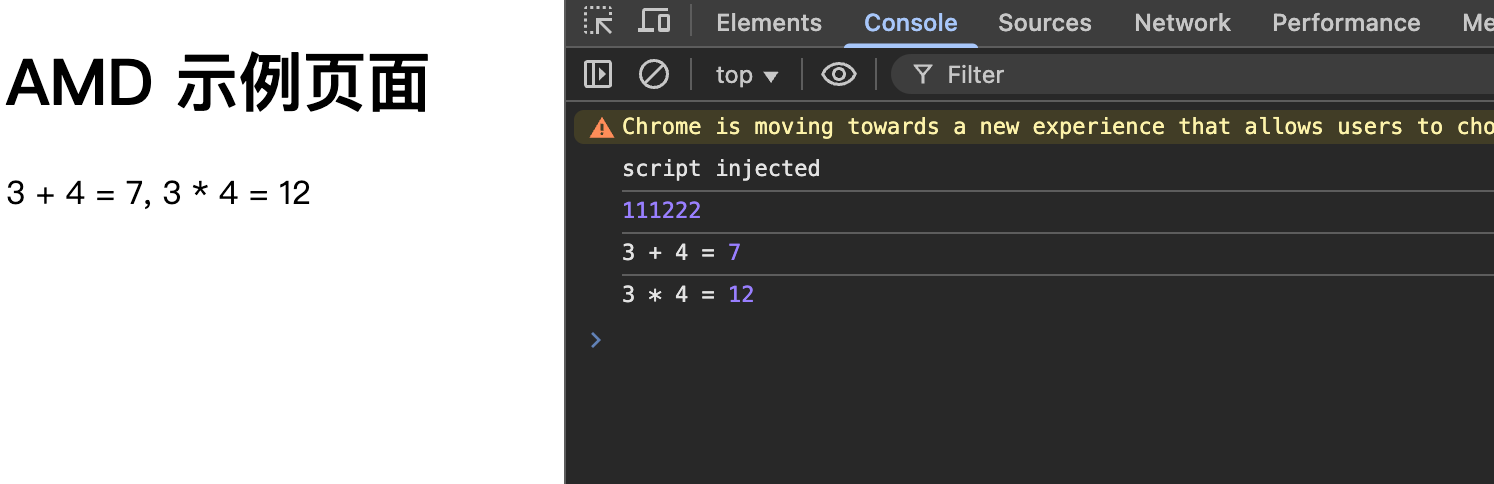 AMD 示例页面
3 + 4 = 7, 3 * 4 = 12
Elements Console Sources Network Performance Me
top Filter
Chrome is moving towards a new experience that allows users to cho
script injected
111222
3 + 4 = 7
3 * 4 = 12